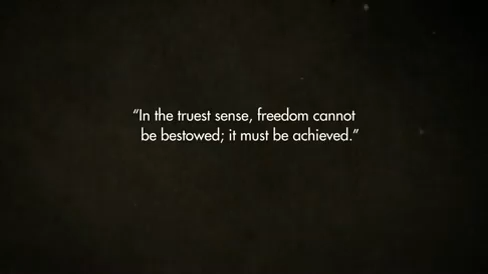 “In the truest sense, freedom cannot
be bestowed; it must be achieved.”